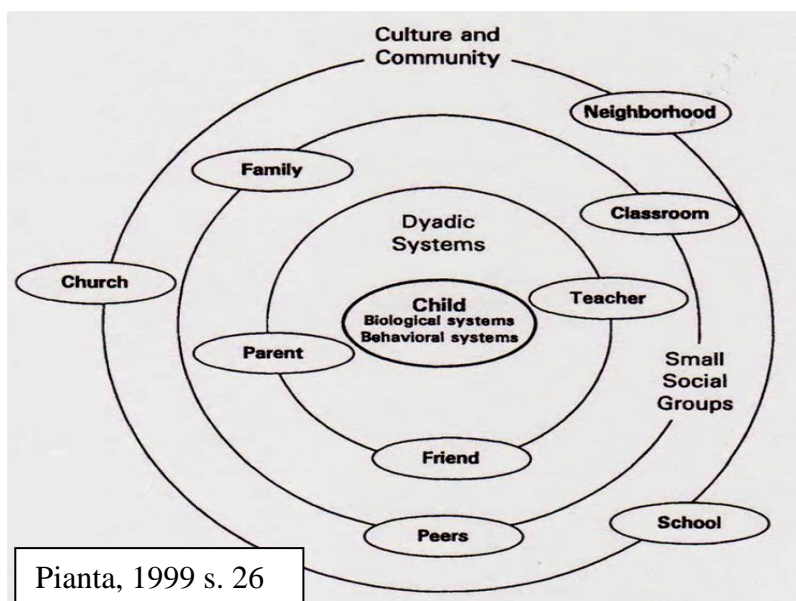 Culture and
Community
Neighborhood
Family
Classroom
Dyadic
Systems
Church
Child
Biological systems
Behavioral systems
Teacher
Parent
Small
Social
Groups
Friend
School
Peers
Pianta, 1999 s. 26